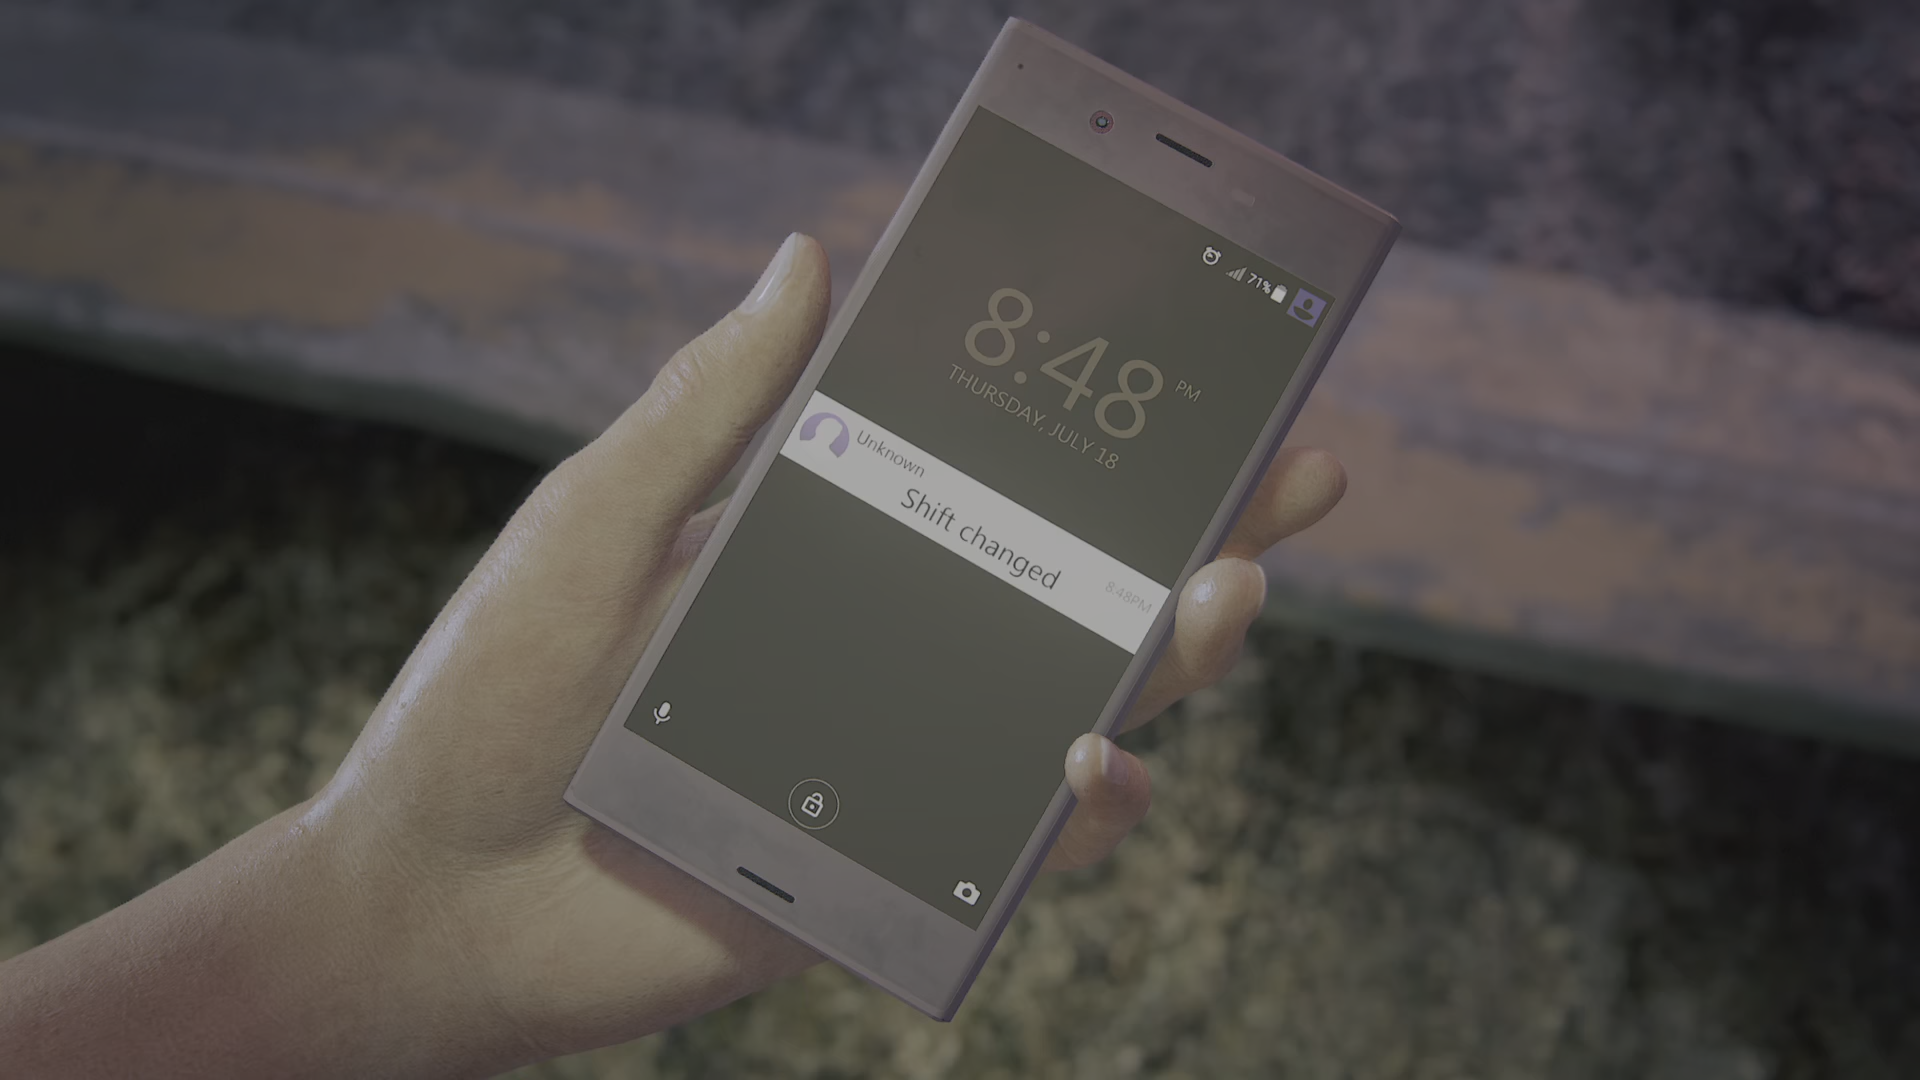 71%
8:48 PM
THURSDAY, JULY 18
Unknown
Shift changed
8:48PM